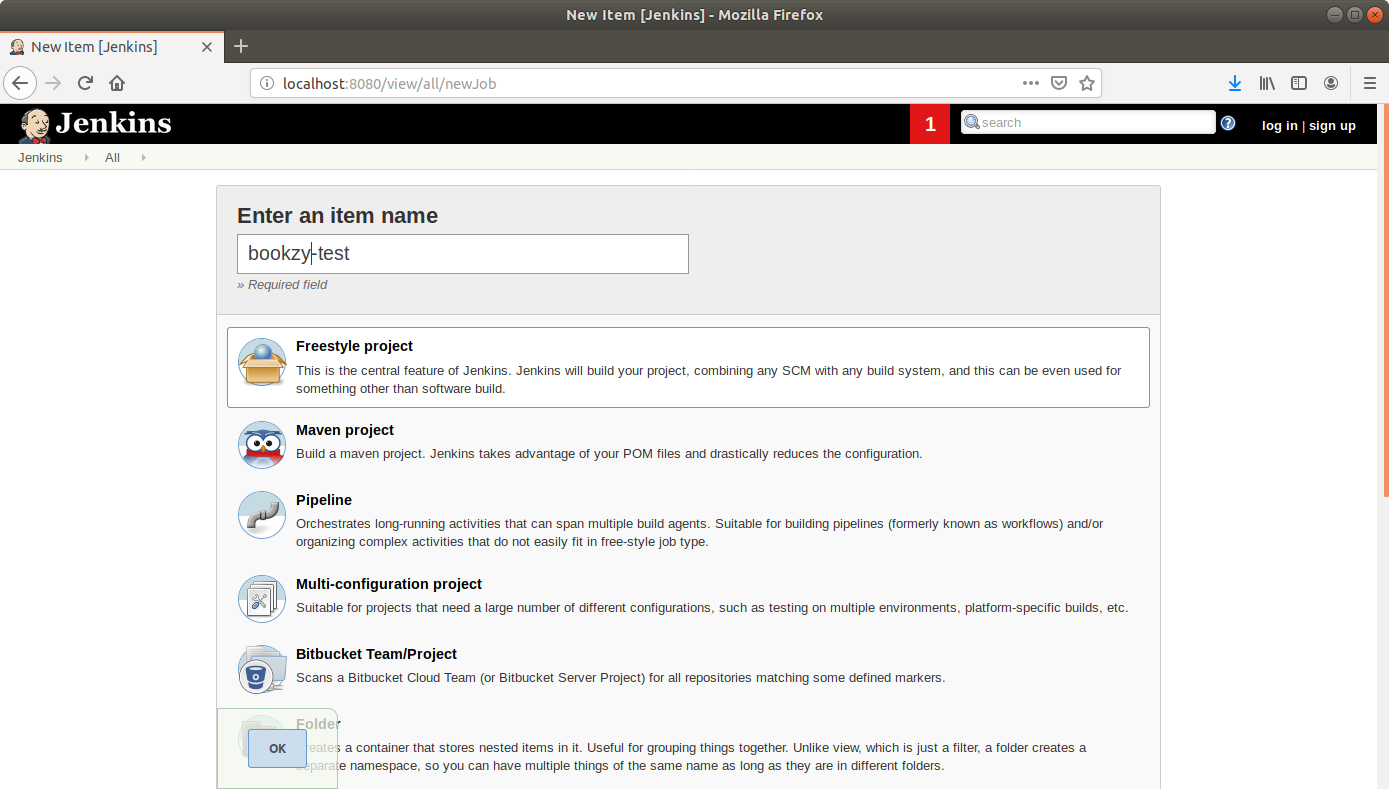 New Item [Jenkins] - Mozilla Firefox
New Item [Jenkins]
localhost:8080/view/all/newJob
Jenkins
1
search
log in | sign up
Jenkins
All
Enter an item name
bookzy-test
» Required field
Freestyle project
This is the central feature of Jenkins. Jenkins will build your project, combining any SCM with any build system, and this can be even used for
something other than software build.
Maven project
Build a maven project. Jenkins takes advantage of your POM files and drastically reduces the configuration.
Pipeline
Orchestrates long-running activities that can span multiple build agents. Suitable for building pipelines (formerly known as workflows) and/or
organizing complex activities that do not easily fit in free-style job type.
Multi-configuration project
Suitable for projects that need a large number of different configurations, such as testing on multiple environments, platform-specific builds, etc.
Bitbucket Team/Project
Scans a Bitbucket Cloud Team (or Bitbucket Server Project) for all repositories matching some defined markers.
Folder
Creates a container that stores nested items in it. Useful for grouping things together. Unlike view, which is just a filter, a folder creates a
separate namespace, so you can have multiple things of the same name as long as they are in different folders.
OK